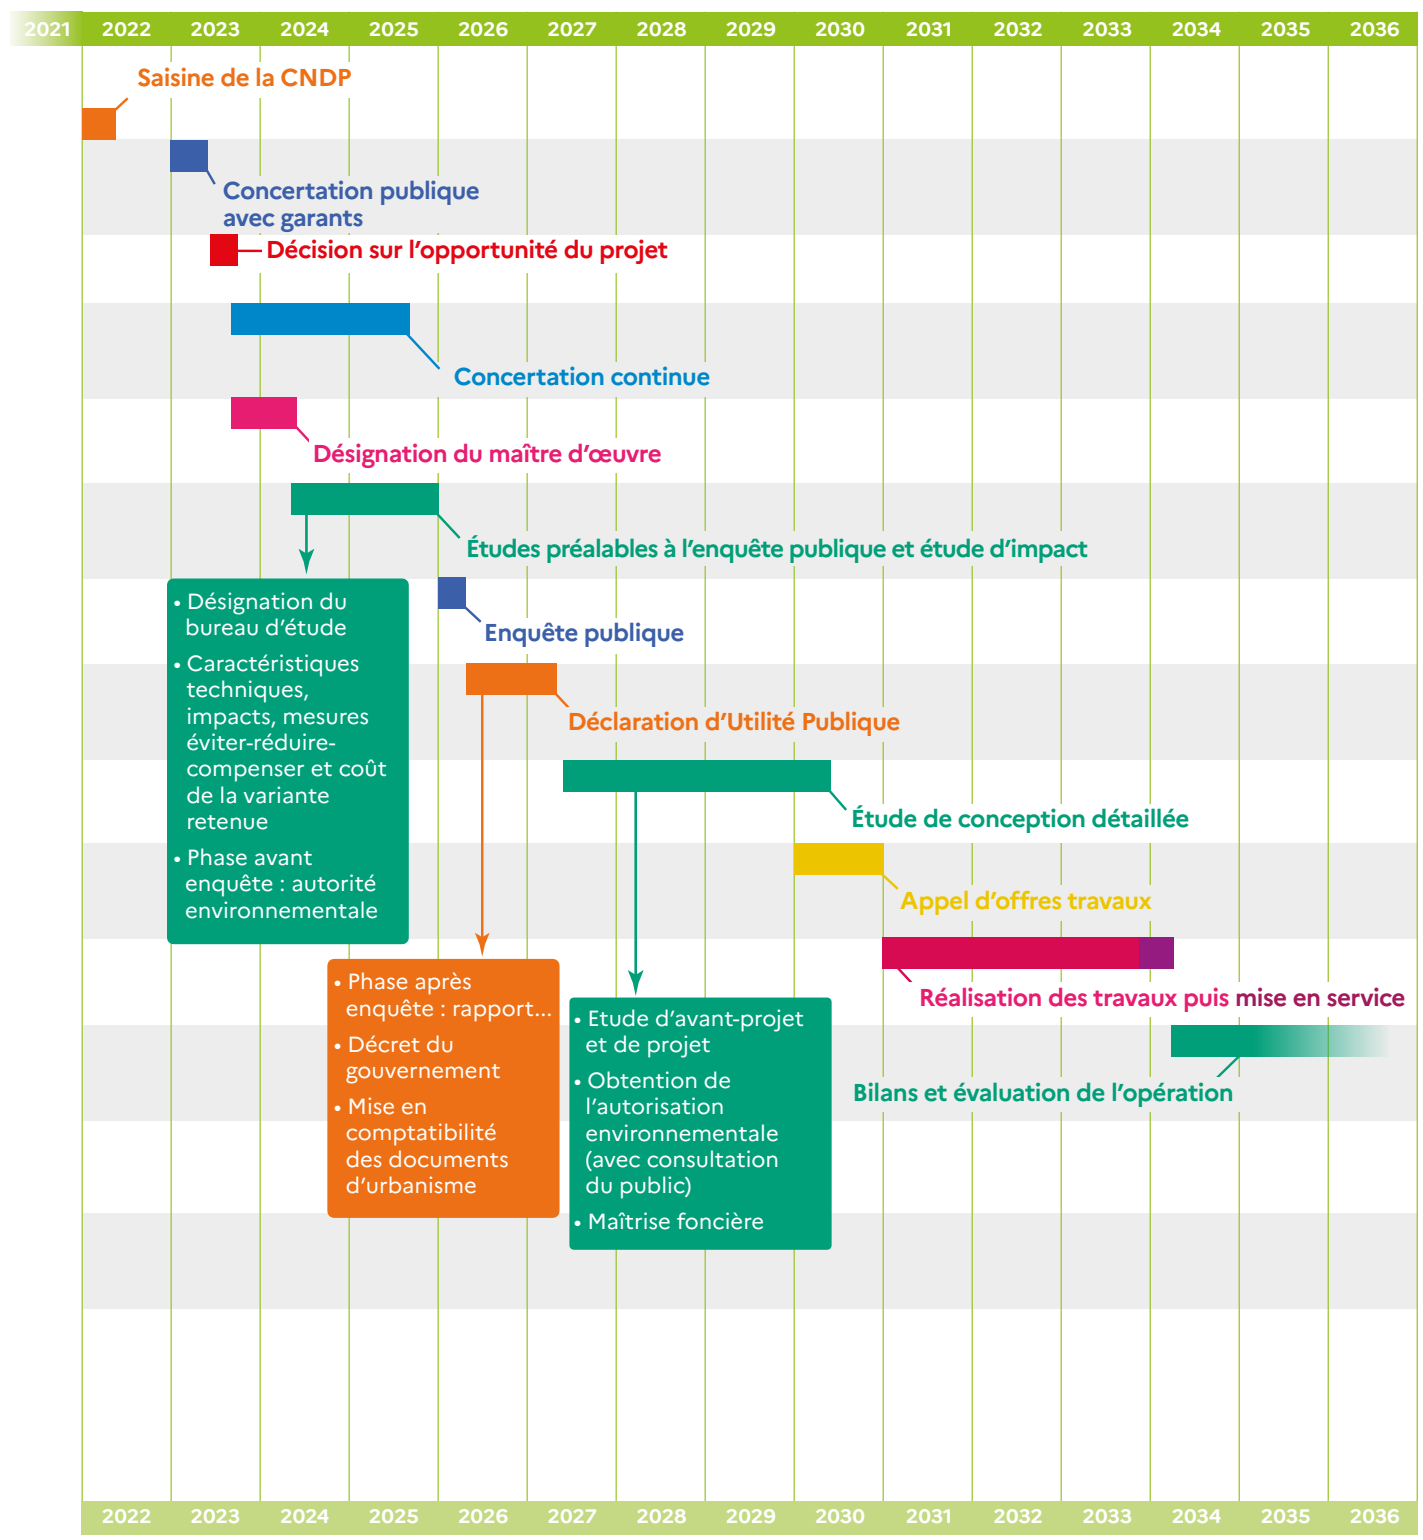 2021 2022 2023 2024 2025 2026 2027 2028 2029 2030 2031 2032 2033 2034 2035 2036
Saisine de la CNDP
Concertation publique
avec garants
Décision sur l’opportunité du projet
Concertation continue
Désignation du maître d’œuvre
Études préalables à l’enquête publique et étude d’impact
• Désignation du
bureau d’étude
• Caractéristiques
techniques,
impacts, mesures
éviter-réduire-
compenser et coût
de la variante
retenue
• Phase avant
enquête : autorité
environnementale
Enquête publique
Déclaration d’Utilité Publique
Étude de conception détaillée
Appel d’offres travaux
• Phase après
enquête : rapport...
• Décret du
gouvernement
• Mise en
comptatibilité
des documents
d’urbanisme
• Etude d’avant-projet
et de projet
• Obtention de
l’autorisation
environnementale
(avec consultation
du public)
• Maîtrise foncière
Réalisation des travaux puis mise en service
Bilans et évaluation de l’opération
2022 2023 2024 2025 2026 2027 2028 2029 2030 2031 2032 2033 2034 2035 2036